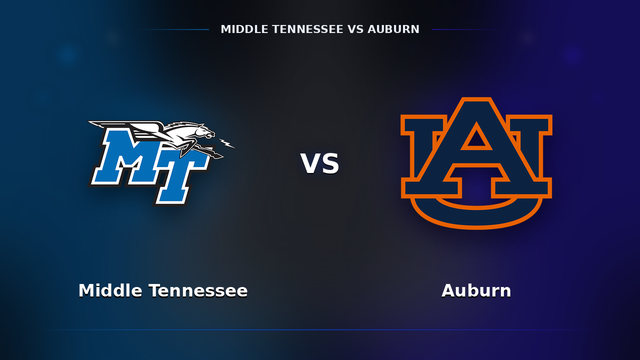 MIDDLE TENNESSEE VS AUBURN
MT
AU
VS
Middle Tennessee
Auburn